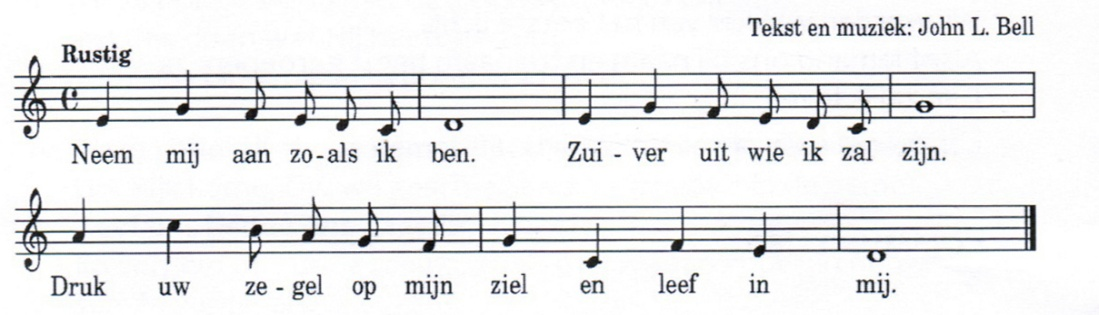 Tekst en muziek: John L. Bell
Rustig
Neem mij aan zo - als ik ben. Zui - ver uit wie ik zal zijn.
Druk uw ze - gel op mijn ziel en leef in mij.